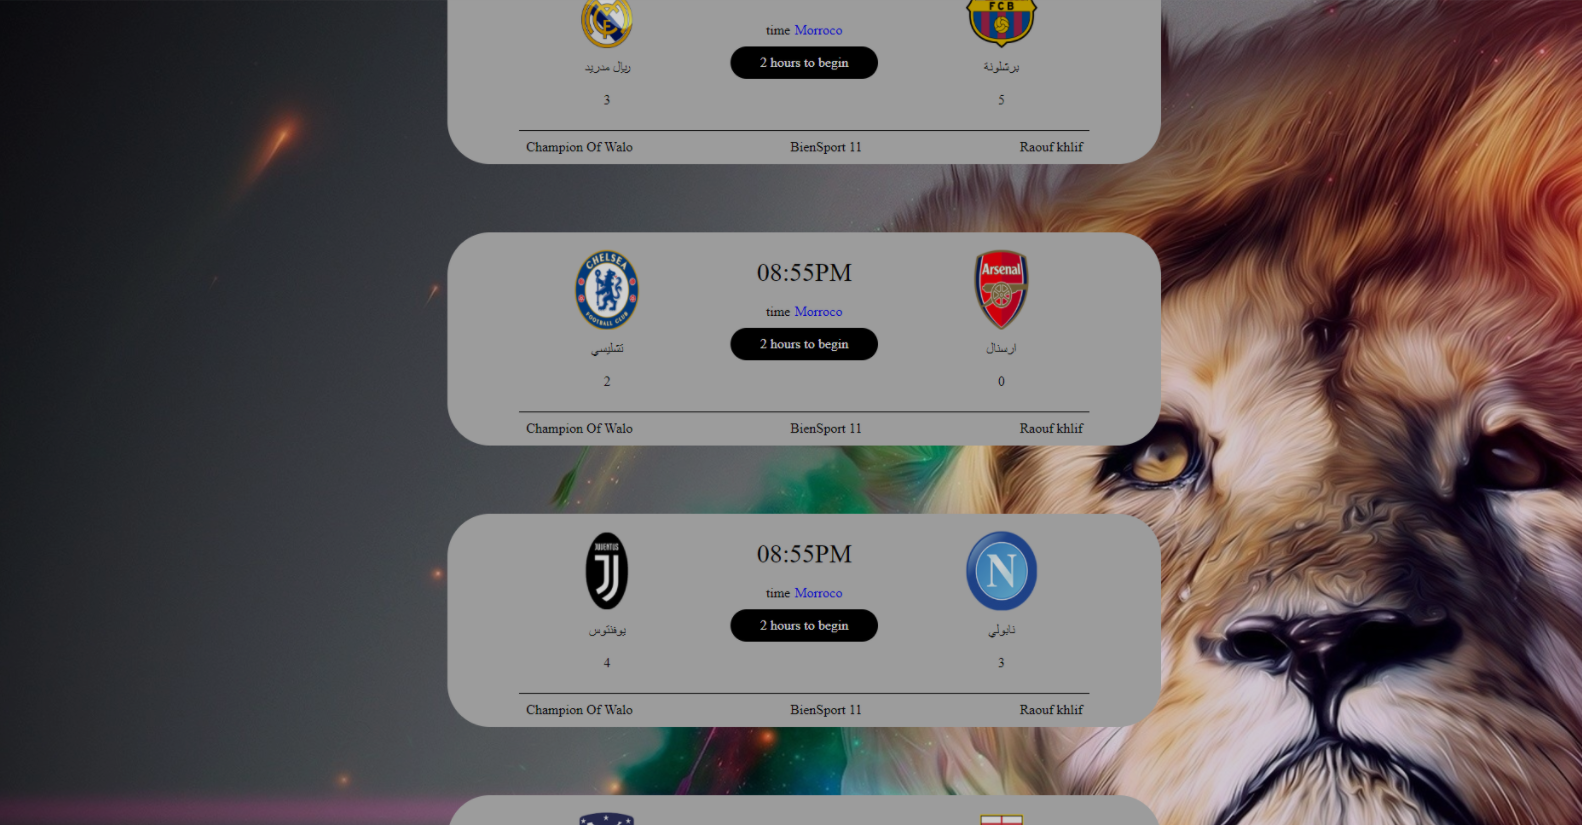 FCB
time Morroco
2 hours to begin
ريال مدريد
برشلونة
3
5
Champion Of Walo
BienSport 11
Raouf khlif
CHELSEA
FOOTBALL CLUB
08:55PM
Arsenal
time Morroco
2 hours to begin
تشليسي
ارسنال
2
0
Champion Of Walo
BienSport 11
Raouf khlif
JUVENTUS
08:55PM
N
time Morroco
2 hours to begin
يوفنتوس
نابولي
4
3
Champion Of Walo
BienSport 11
Raouf khlif